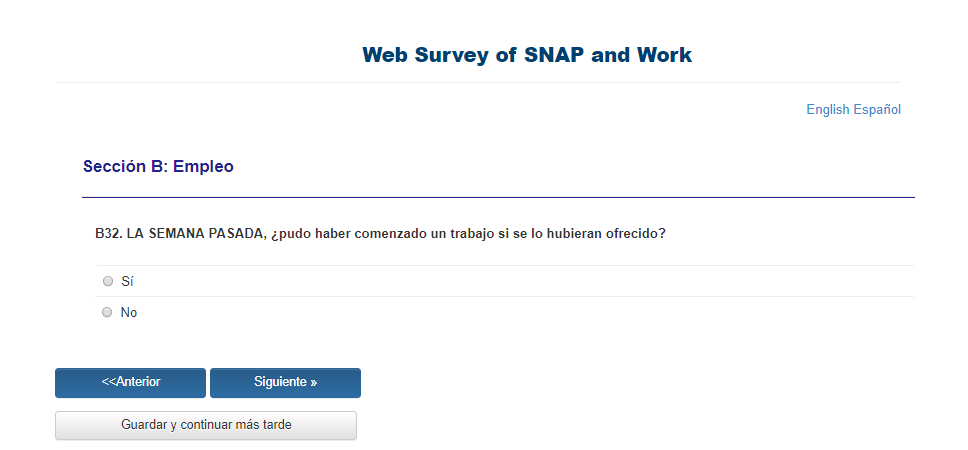 Web Survey of SNAP and Work
English Español
Sección B: Empleo
B32. LA SEMANA PASADA, ¿pudo haber comenzado un trabajo si se lo hubieran ofrecido?
Sí
No
<<Anterior Siguiente »
Guardar y continuar más tarde